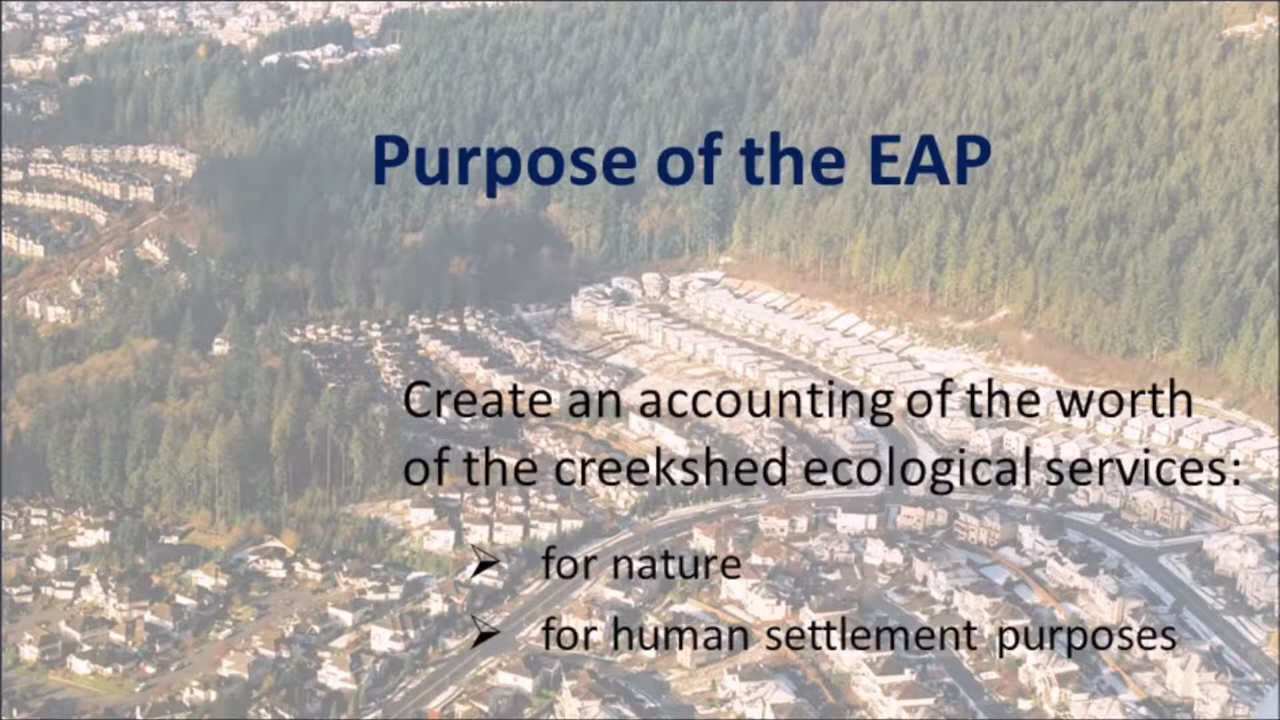 Purpose of the EAP
Create an accounting of the worth
of the creekshed ecological services:
➢ for nature
➢ for human settlement purposes